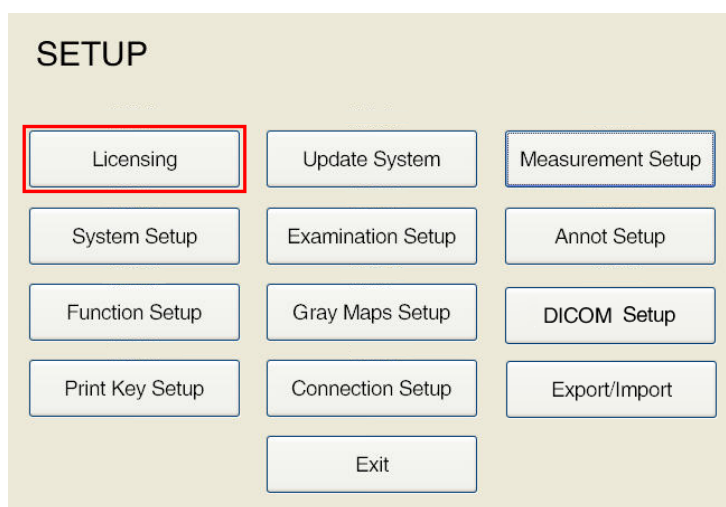 SETUP
Licensing
Update System
Measurement Setup
System Setup
Examination Setup
Annot Setup
Function Setup
Gray Maps Setup
DICOM Setup
Print Key Setup
Connection Setup
Export/Import
Exit